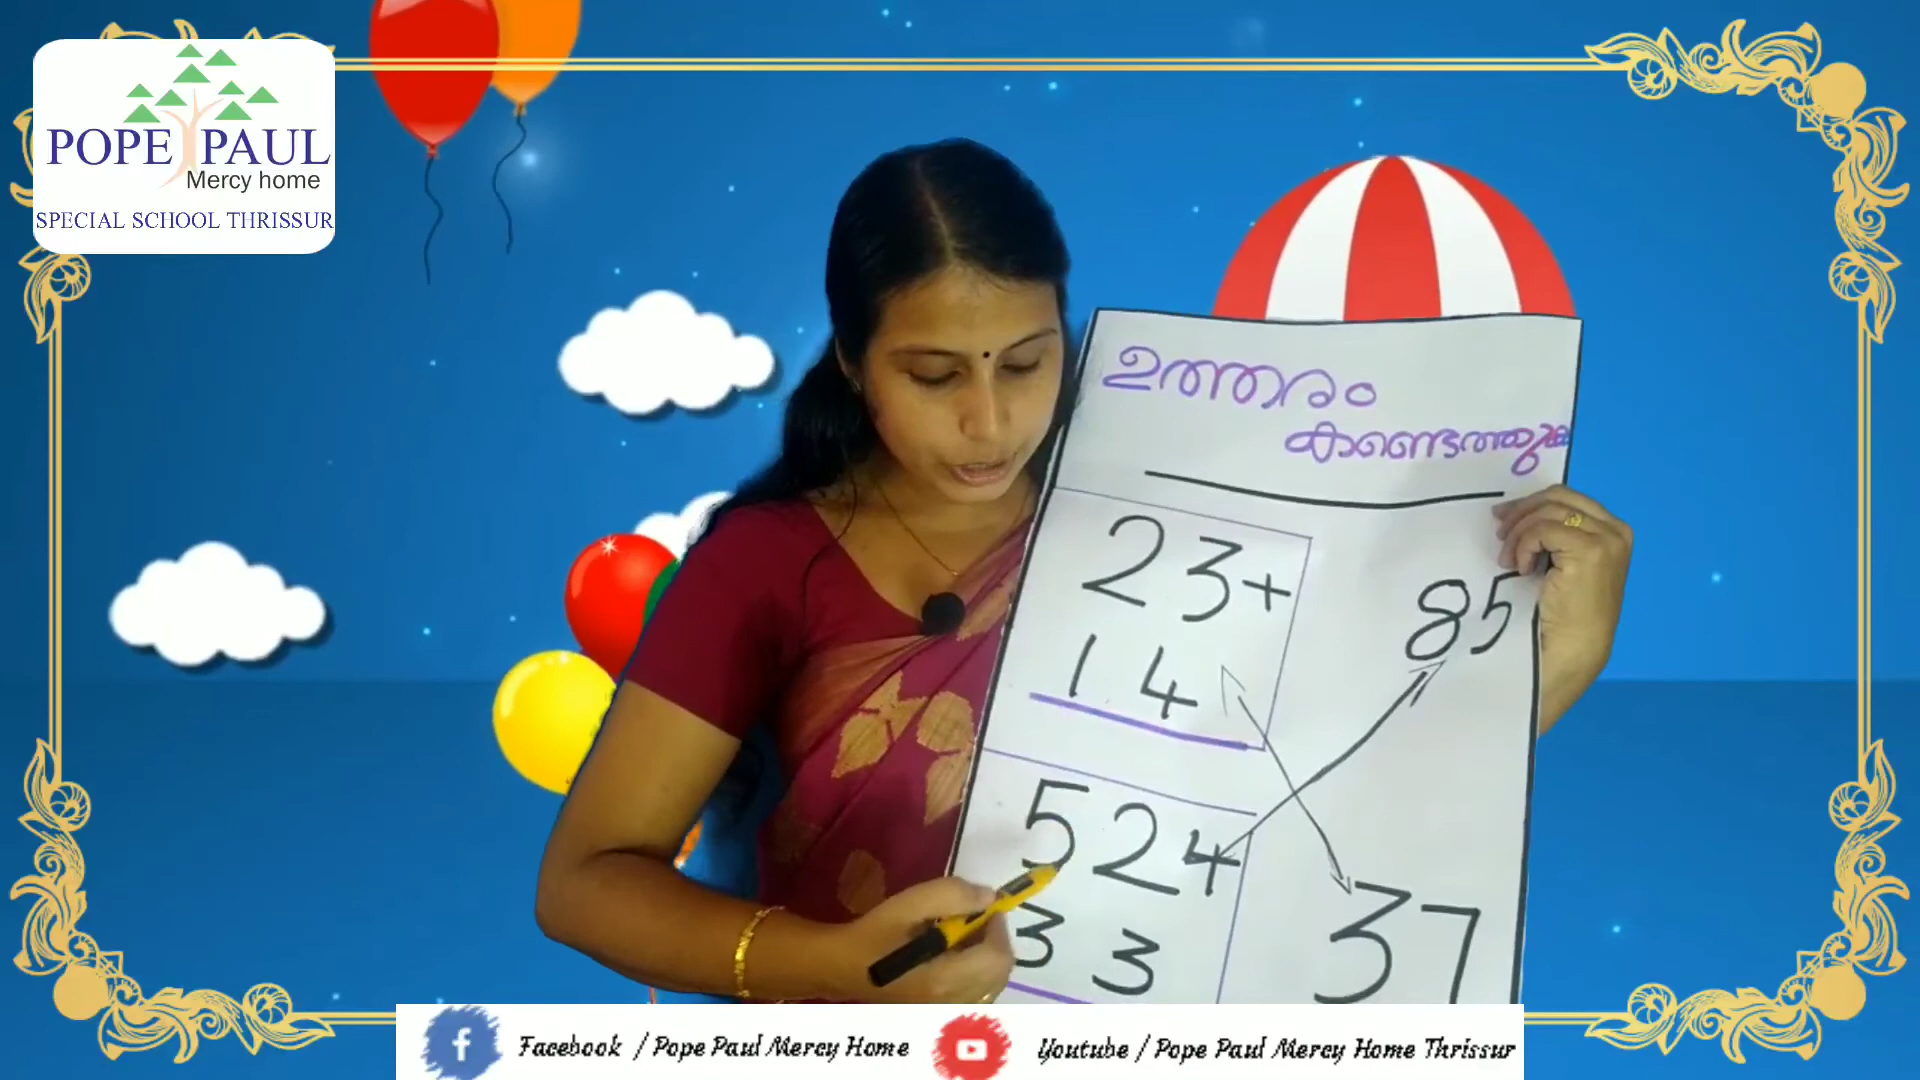 POPE PAUL
Mercy home
SPECIAL SCHOOL THRISSUR
ഉത്തരം
കണ്ടെത്തുക
23+
14
85
52+
33
37
Facebook / Pope Paul Mercy Home
Youtube / Pope Paul Mercy Home Thrissur